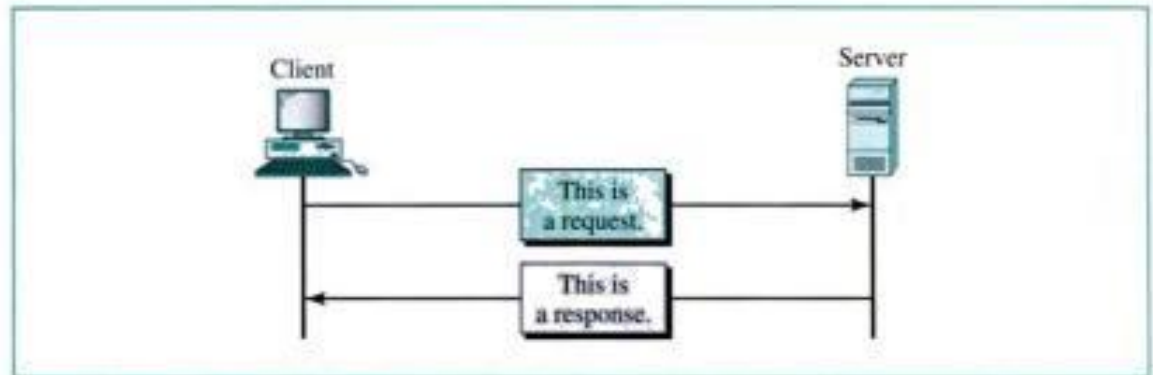 Client
Server
This is
a request.
This is
a response.